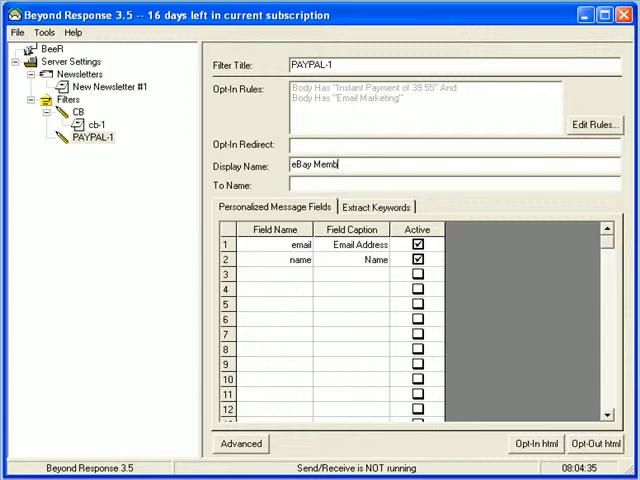 Beyond Response 3.5 -- 16 days left in current subscription
File Tools Help
BeeR
Server Settings
Newsletters
New Newsletter #1
Filters
CB
cb-1
PAYPAL-1
Filter Title: PAYPAL-1
Opt-In Rules: Body Has "Instant Payment of 39.55" And
Body Has "Email Marketing"
Edit Rules...
Opt-In Redirect:
Display Name: eBay Memb
To Name:
Personalized Message Fields Extract Keywords
Field Name Field Caption Active
1 email Email Address
2 name Name
3
4
5
6
7
8
9
10
11
12
Advanced Opt-In html Opt-Out html
Beyond Response 3.5 Send/Receive is NOT running 08:04:35